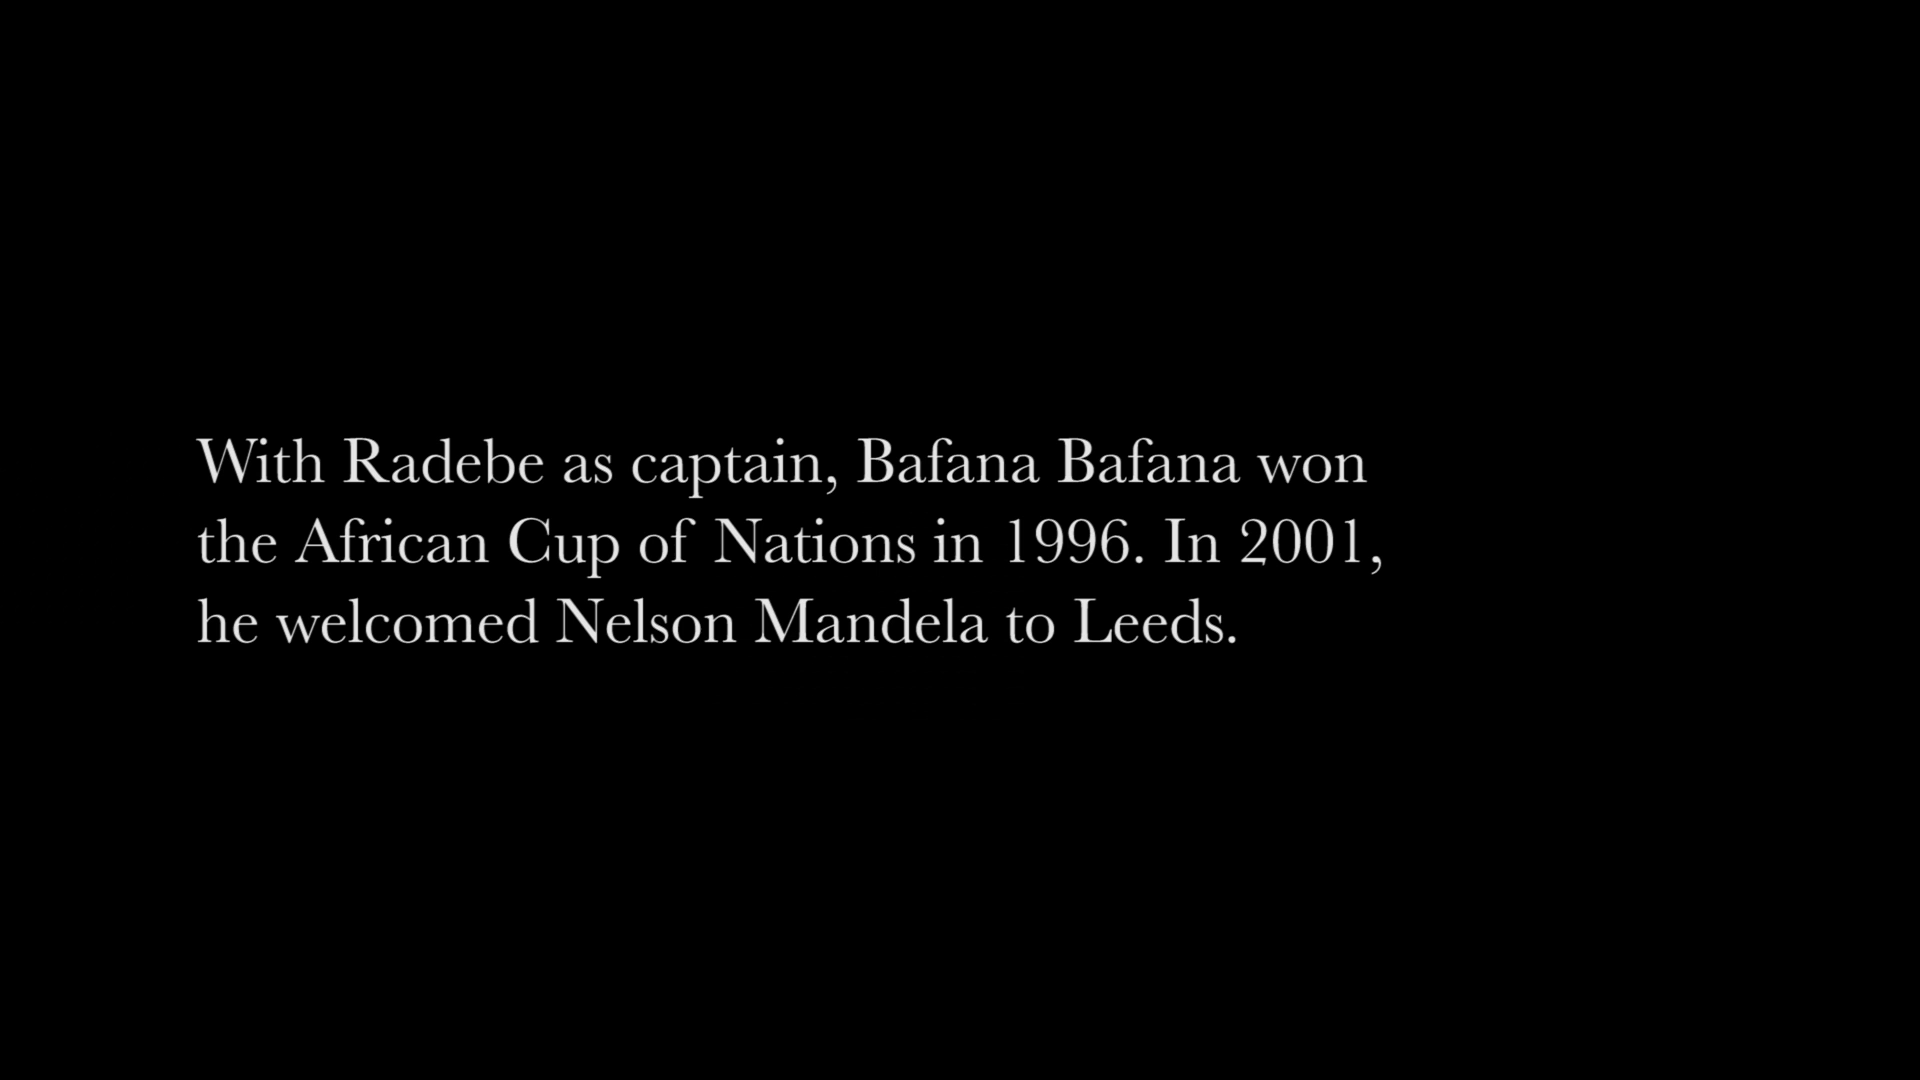 With Radebe as captain, Bafana Bafana won
the African Cup of Nations in 1996. In 2001,
he welcomed Nelson Mandela to Leeds.